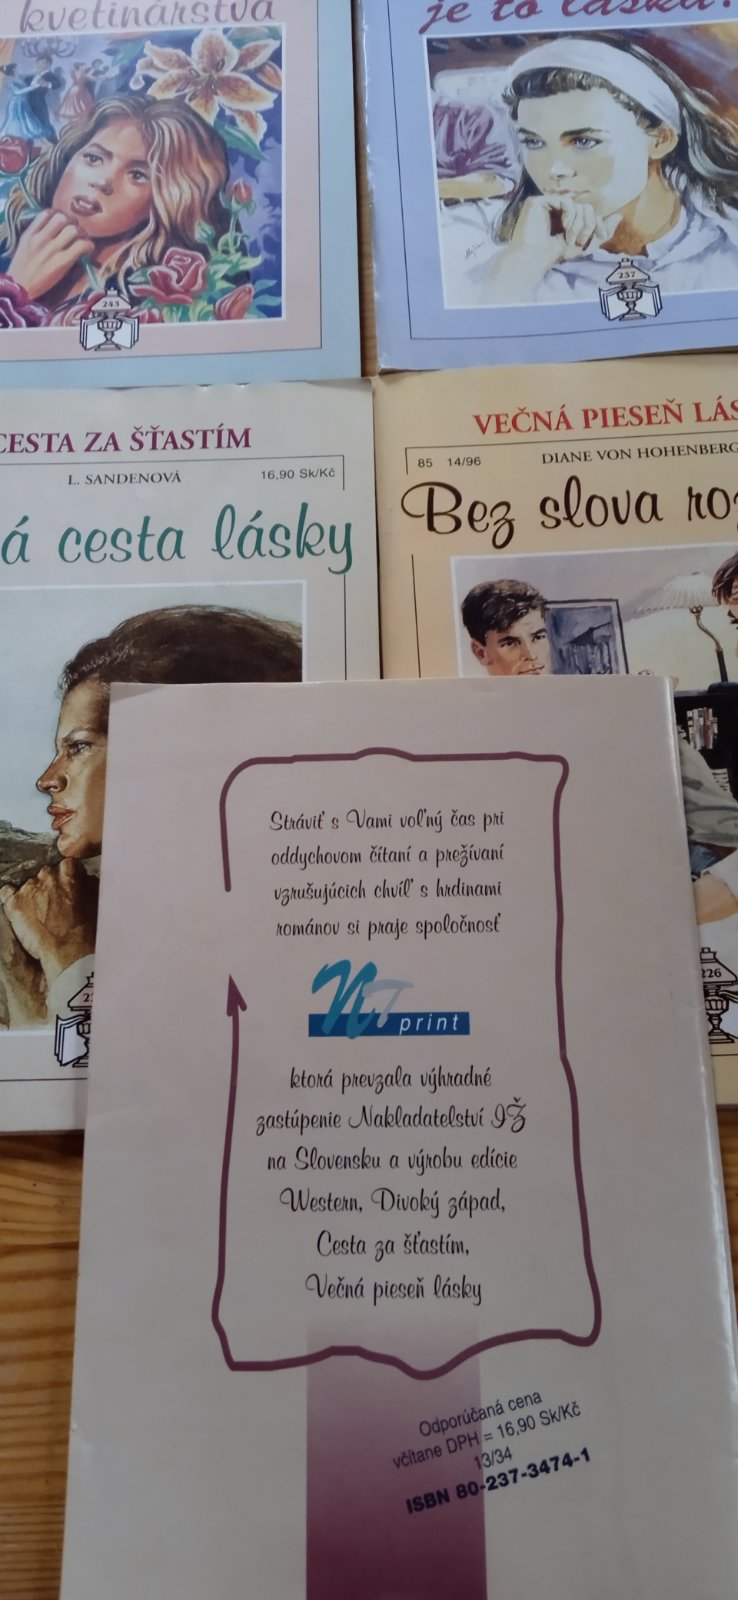 kvetinárstva
je to láska?
243
237
CESTA ZA ŠŤASTÍM
L. SANDENOVÁ
16,90 Sk/Kč
á cesta lásky
VEČNÁ PIESEŇ LÁS
85 14/96
DIANE VON HOHENBERG
Bez slova roz
226
Stráviť s Vami voľný čas pri
oddychovom čítaní a prežívaní
vzrušujúcich chvíľ s hrdinami
románov si praje spoločnosť
NT print
ktorá prevzala výhradné
zastúpenie Nakladatelství IŽ
na Slovensku a výrobu edície
Western, Divoký západ,
Cesta za šťastím,
Večná pieseň lásky
Odporúčaná cena
včítane DPH = 16,90 Sk/Kč
13/34
ISBN 80-237-3474-1